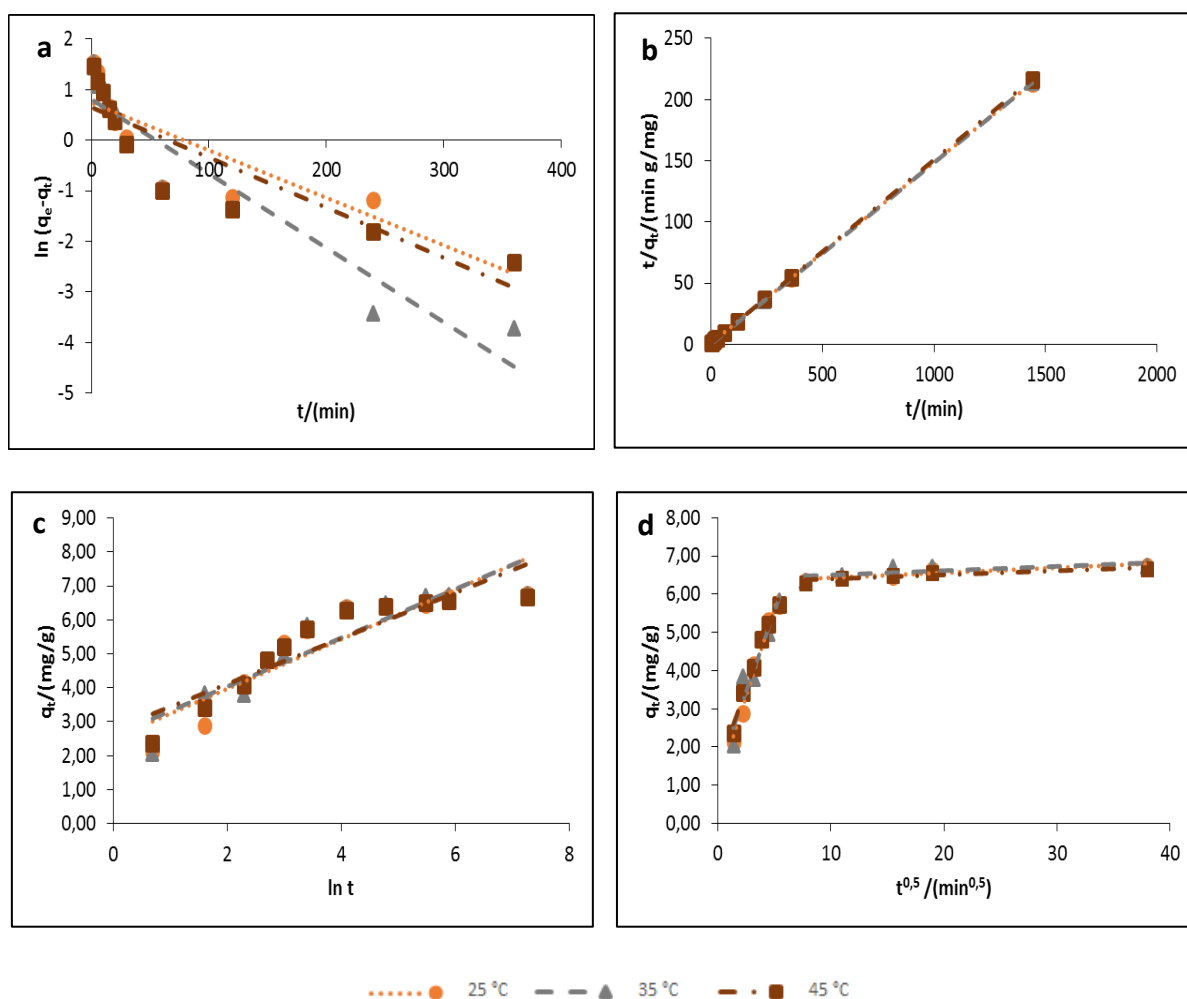 a
2
1
0
-1
-2
-3
-4
-5
0 100 200 300 400
ln (qe-qt)
t/(min)
b
250
200
150
100
50
0
0 500 1000 1500 2000
t/qt/(min g/mg)
t/(min)
c
9,00
8,00
7,00
6,00
5,00
4,00
3,00
2,00
1,00
0,00
0 2 4 6 8
qt/(mg/g)
ln t
d
8,00
7,00
6,00
5,00
4,00
3,00
2,00
1,00
0,00
0 10 20 30 40
qt/(mg/g)
t0,5 /(min0,5)
25 °C 35 °C 45 °C